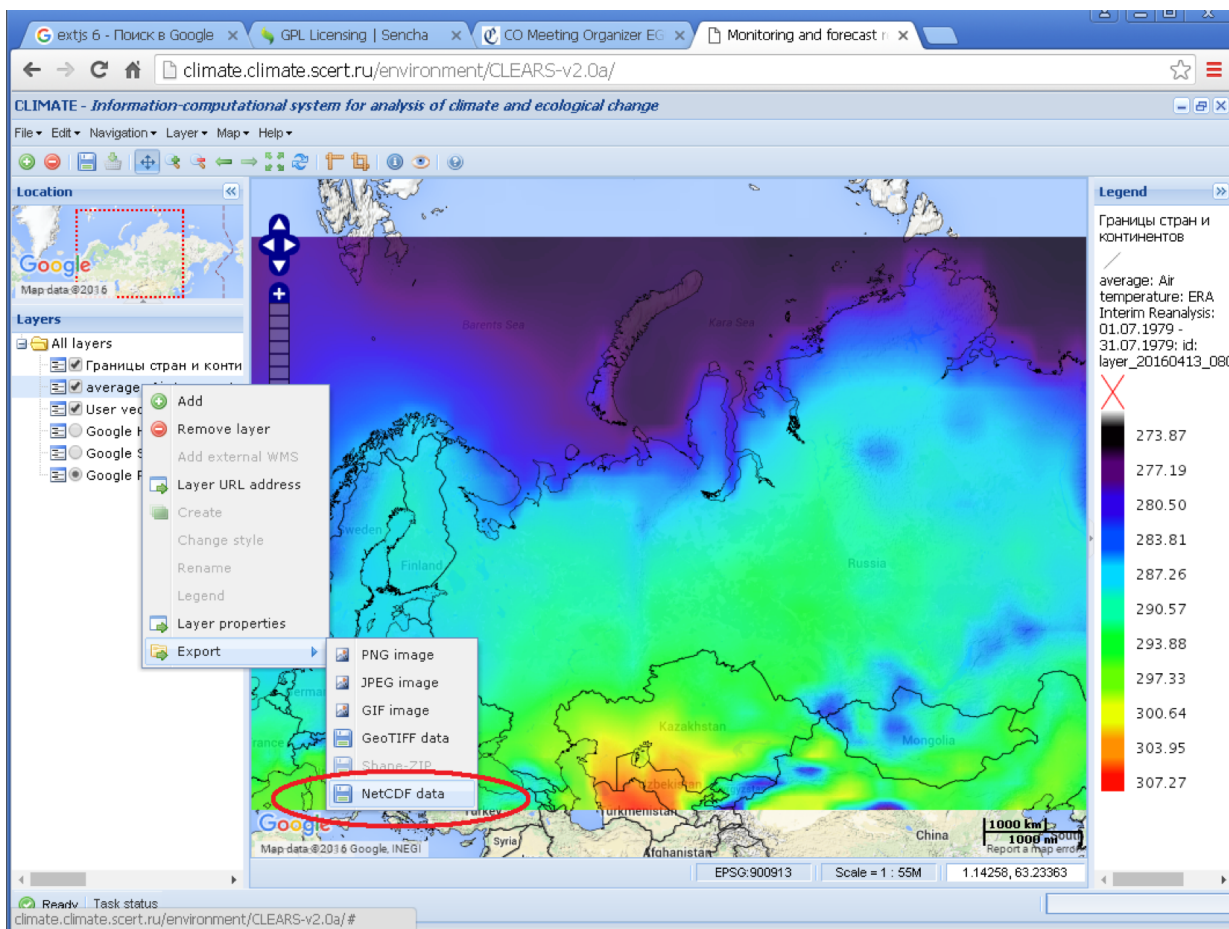 extjs 6 - Поиск в Google
GPL Licensing | Sencha
CO Meeting Organizer EG
Monitoring and forecast r
climate.climate.scert.ru/environment/CLEARS-v2.0a/
CLIMATE - Information-computational system for analysis of climate and ecological change
File Edit Navigation Layer Map Help
Location
Google
Map data ©2016
Layers
All layers
Границы стран и конти
average
User vec
Google
Google S
Google
Add
Remove layer
Add external WMS
Layer URL address
Create
Change style
Rename
Legend
Layer properties
Export
PNG image
JPEG image
GIF image
GeoTIFF data
Shape-ZIP
NetCDF data
Barents Sea
Kara Sea
Sweden
Finland
Russia
Kazakhstan
Mongolia
Uzbekistan
Turkey
Turkmenistan
Syria
Afghanistan
China
Google
Map data ©2016 Google, INEGI
1000 km
1000 mi
Report a map error
EPSG:900913
Scale = 1 : 55M
1.14258, 63.23363
Legend
Границы стран и
континентов
average: Air
temperature: ERA
Interim Reanalysis:
01.07.1979 -
31.07.1979: id:
layer_20160413_080
273.87
277.19
280.50
283.81
287.26
290.57
293.88
297.33
300.64
303.95
307.27
Ready
Task status
climate.climate.scert.ru/environment/CLEARS-v2.0a/#